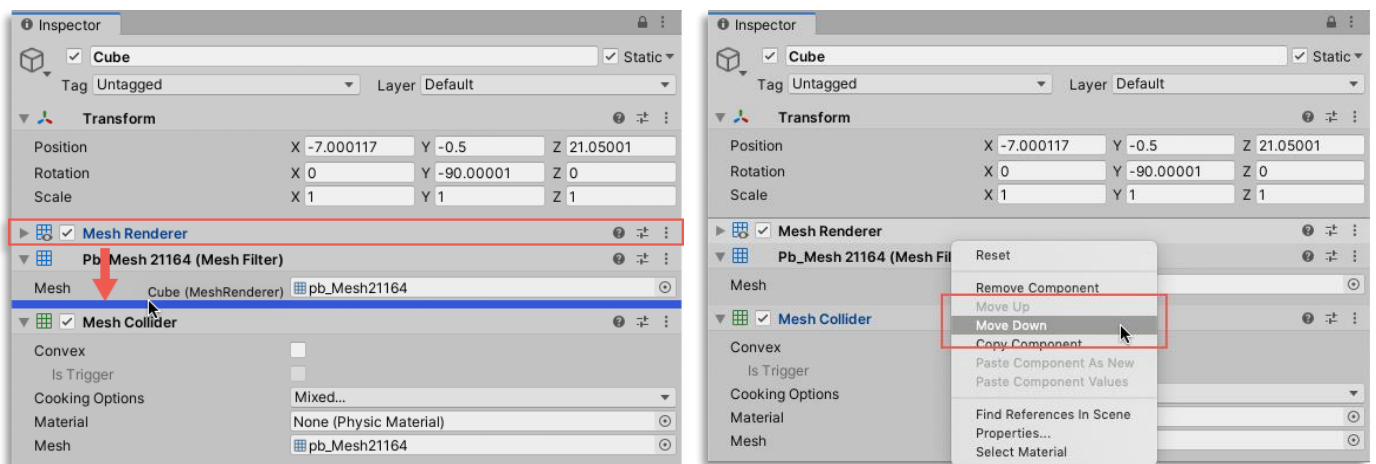 Inspector
Cube
Static
Tag Untagged Layer Default
Transform
Position X -7.000117 Y -0.5 Z 21.05001
Rotation X 0 Y -90.00001 Z 0
Scale X 1 Y 1 Z 1
Mesh Renderer
Pb_Mesh 21164 (Mesh Filter)
Mesh pb_Mesh21164
Cube (MeshRenderer)
Mesh Collider
Convex
Is Trigger
Cooking Options Mixed...
Material None (Physic Material)
Mesh pb_Mesh21164
Inspector
Cube
Static
Tag Untagged Layer Default
Transform
Position X -7.000117 Y -0.5 Z 21.05001
Rotation X 0 Y -90.00001 Z 0
Scale X 1 Y 1 Z 1
Mesh Renderer
Pb_Mesh 21164 (Mesh Fil
Mesh
Mesh Collider
Convex
Is Trigger
Cooking Options
Material
Mesh
Reset
Remove Component
Move Up
Move Down
Copy Component
Paste Component As New
Paste Component Values
Find References In Scene
Properties...
Select Material